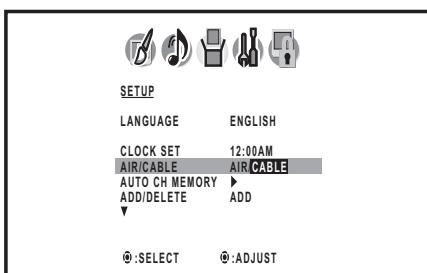 SETUP
LANGUAGE ENGLISH
CLOCK SET 12:00AM
AIR/CABLE AIR/CABLE
AUTO CH MEMORY ▶
ADD/DELETE ADD
▼
:SELECT :ADJUST